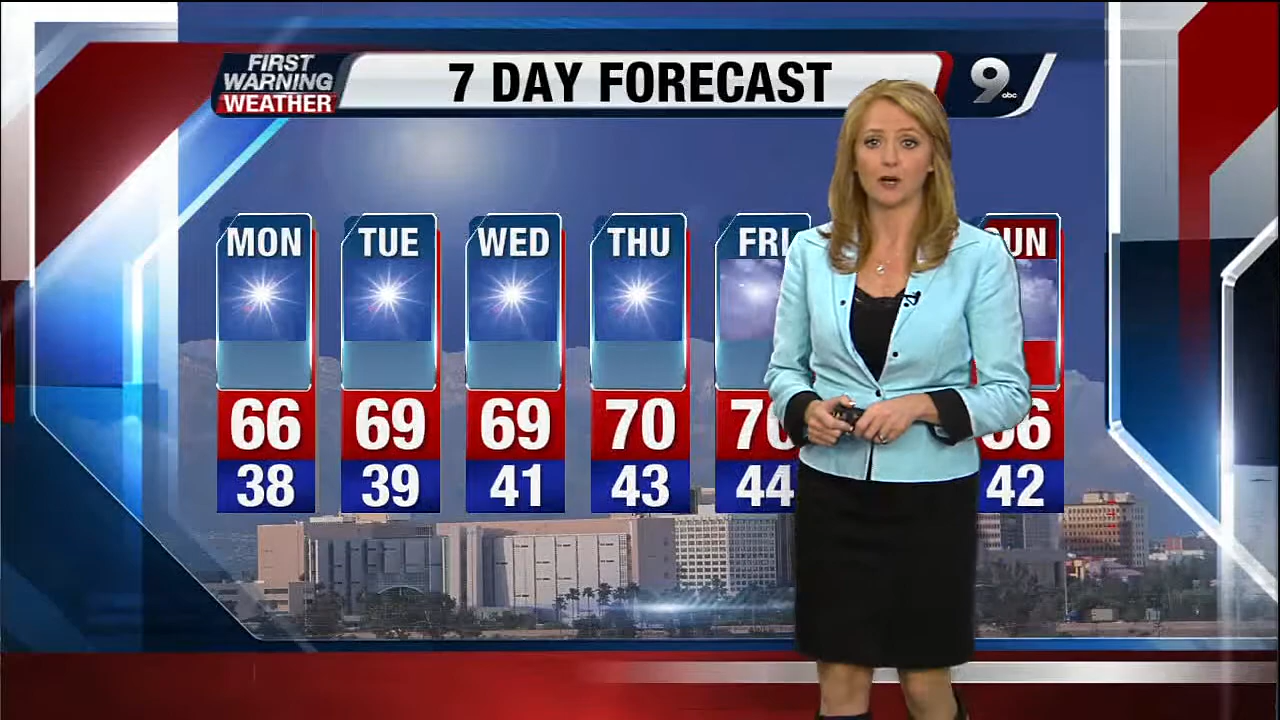 FIRST
WARNING
WEATHER
7 DAY FORECAST
9
abc
MON TUE WED THU FRI
66 69 69 70
38 39 41 43 44 42